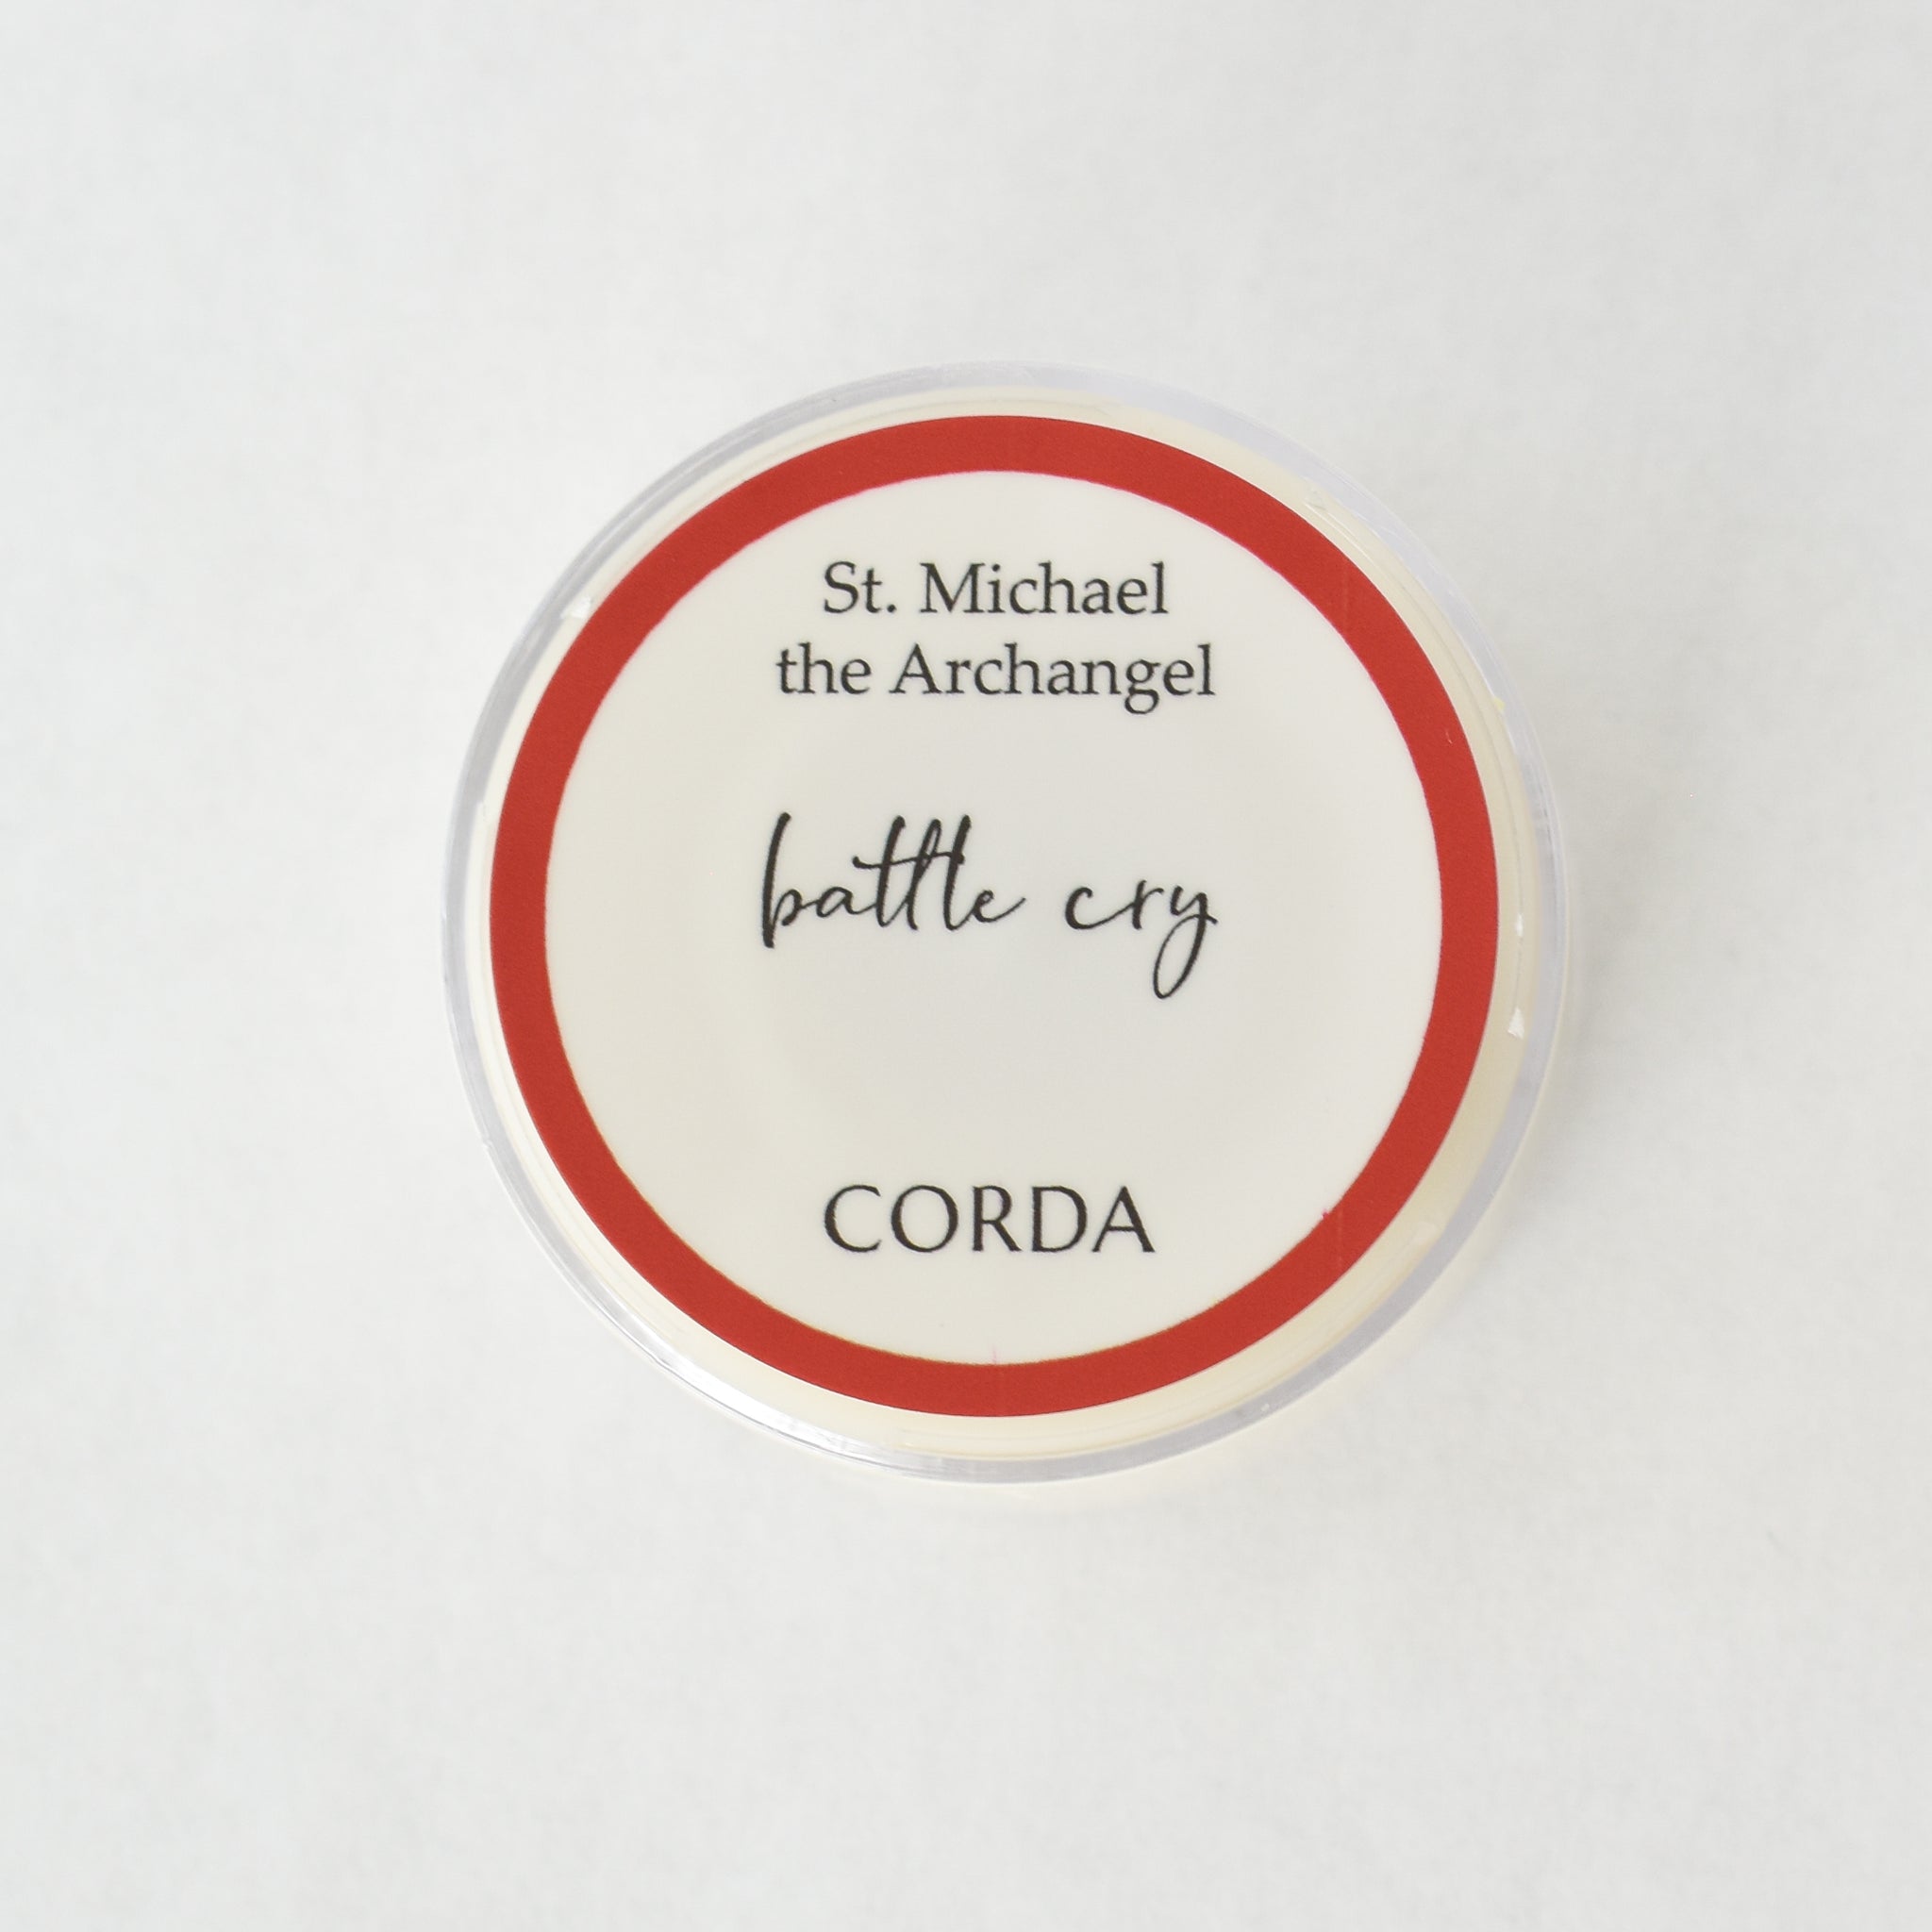 St. Michael
the Archangel
battle cry
CORDA